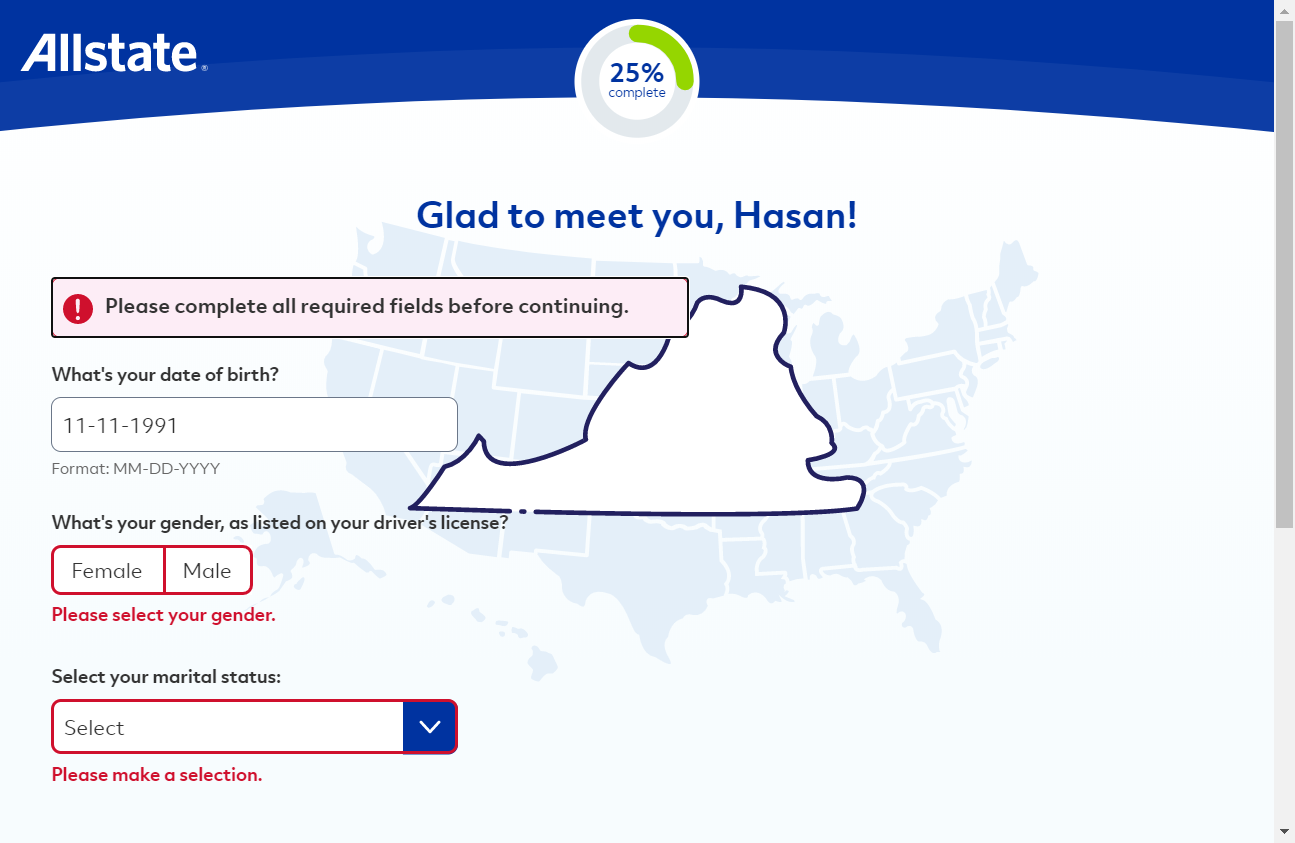 Allstate®
25%
complete
Glad to meet you, Hasan!
! Please complete all required fields before continuing.
What's your date of birth?
11-11-1991
Format: MM-DD-YYYY
What's your gender, as listed on your driver's license?
Female Male
Please select your gender.
Select your marital status:
Select
Please make a selection.